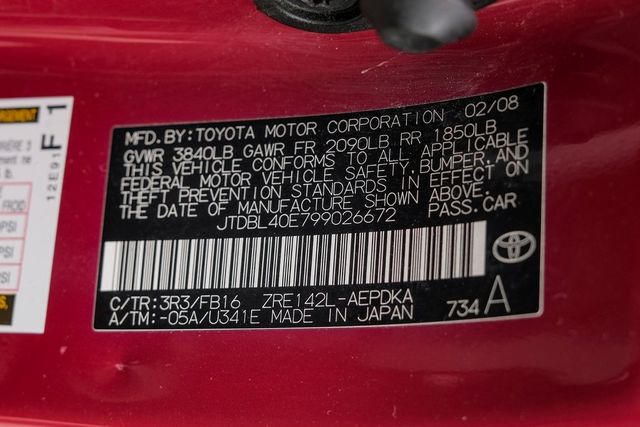 MFD. BY: TOYOTA MOTOR CORPORATION 02/08
GVWR 3840LB GAWR FR 2090LB RR 1850LB
THIS VEHICLE CONFORMS TO ALL APPLICABLE
FEDERAL MOTOR VEHICLE SAFETY, BUMPER, AND
THEFT PREVENTION STANDARDS IN EFFECT ON
THE DATE OF MANUFACTURE SHOWN ABOVE.
JTDBL40E799026672 PASS. CAR
C/TR: 3R3/FB16 ZRE142L-AEPDKA
A/TM: -05A/U341E MADE IN JAPAN 734 A
F 1
12E91